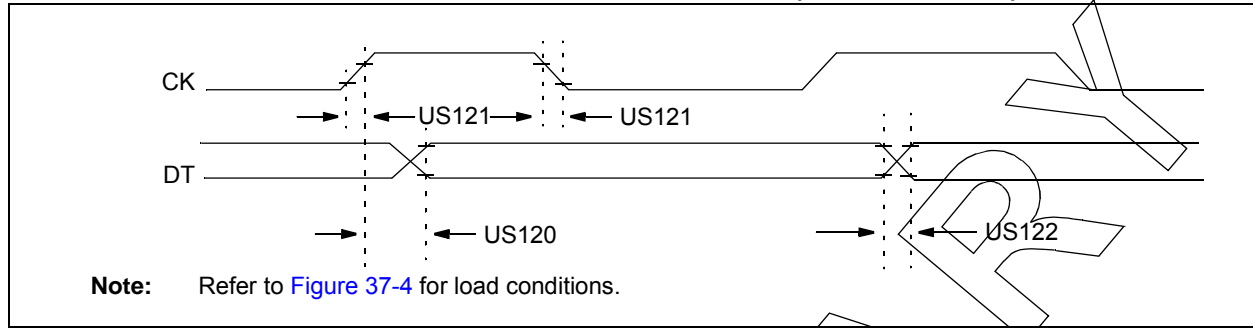 CK
US121
US121
DT
US120
US122
Note: Refer to Figure 37-4 for load conditions.